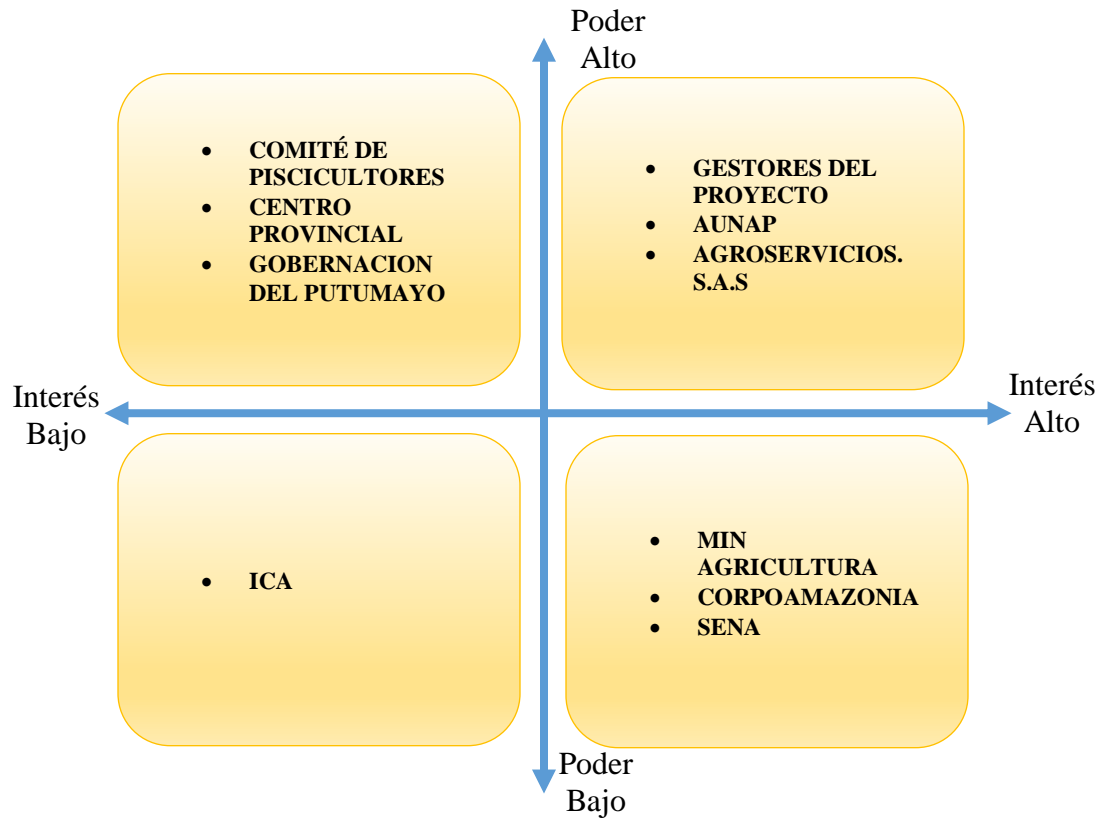 Poder
Alto
• COMITÉ DE
PISCICULTORES
• CENTRO
PROVINCIAL
• GOBERNACION
DEL PUTUMAYO
• GESTORES DEL
PROYECTO
• AUNAP
• AGROSERVICIOS.
S.A.S
Interés
Bajo
Interés
Alto
• ICA
• MIN
AGRICULTURA
• CORPOAMAZONIA
• SENA
Poder
Bajo